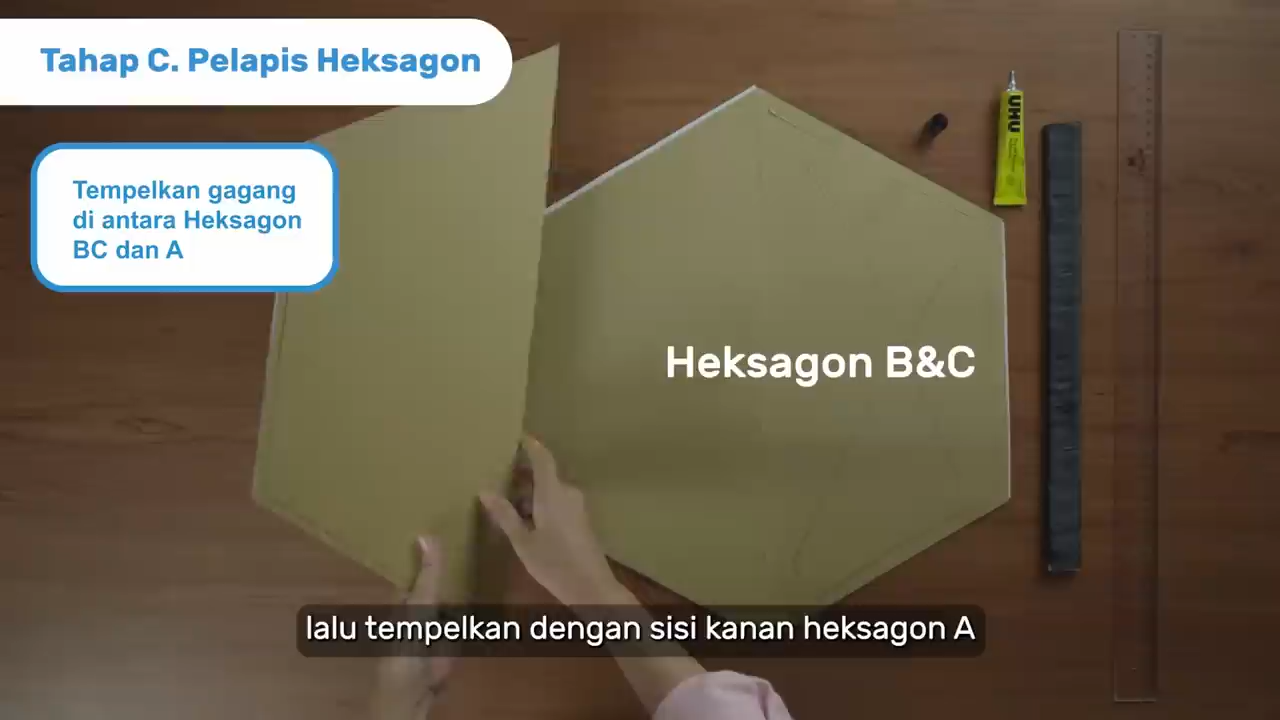 Tahap C. Pelapis Heksagon
Tempelkan gagang
di antara Heksagon
BC dan A
UHU
Heksagon B&C
lalu tempelkan dengan sisi kanan heksagon A